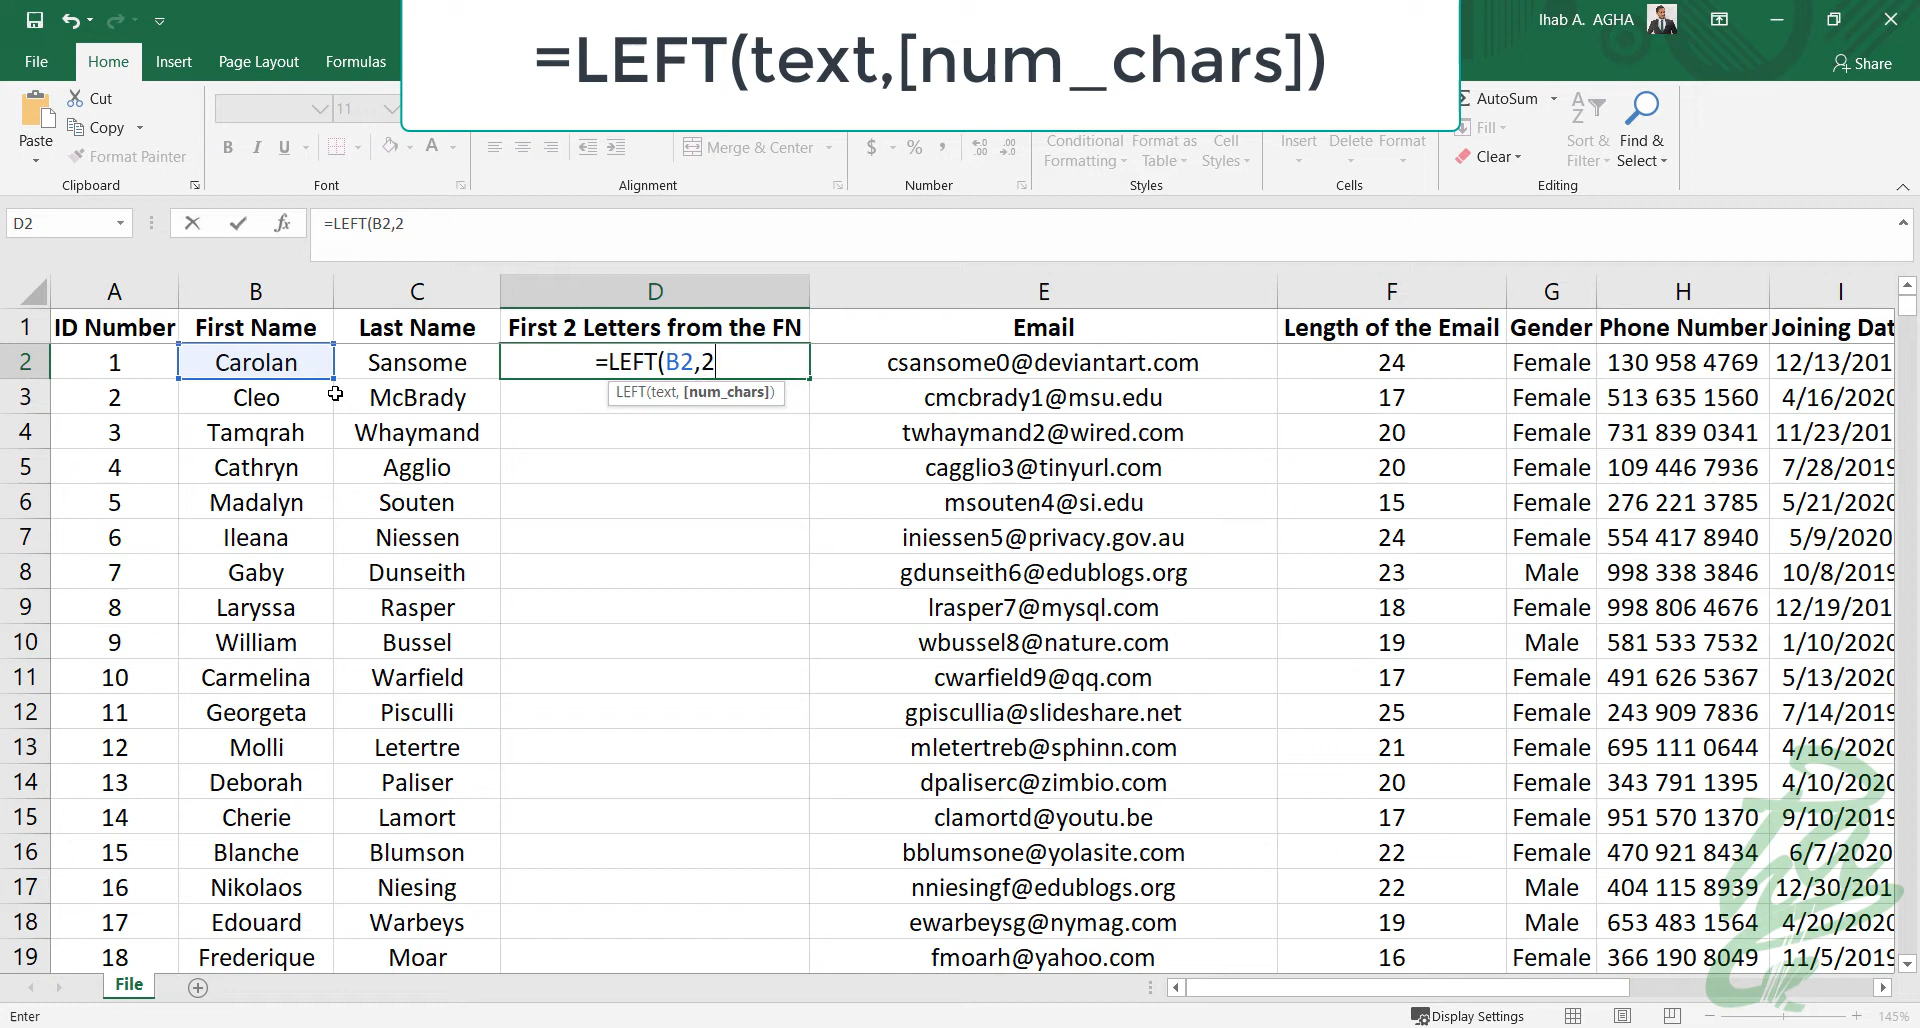 Ihab A. AGHA
=LEFT(text,[num_chars])
File Home Insert Page Layout Formulas Share
Cut
Copy
Format Painter
Paste
Clipboard
11
B I U A
Font
Merge & Center
Alignment
$ % ,
Number
Conditional Formatting
Format as Table
Cell Styles
Styles
Insert Delete Format
Cells
AutoSum
Fill
Clear
Sort & Filter
Find & Select
Editing
D2 fx =LEFT(B2,2
A B C D E F G H I
1 ID Number First Name Last Name First 2 Letters from the FN Email Length of the Email Gender Phone Number Joining Dat
2 1 Carolan Sansome =LEFT(B2,2 csansome0@deviantart.com 24 Female 130 958 4769 12/13/201
LEFT(text, [num_chars])
3 2 Cleo McBrady cmcbrady1@msu.edu 17 Female 513 635 1560 4/16/2020
4 3 Tamqrah Whaymand twhaymand2@wired.com 20 Female 731 839 0341 11/23/201
5 4 Cathryn Agglio cagglio3@tinyurl.com 20 Female 109 446 7936 7/28/2019
6 5 Madalyn Souten msouten4@si.edu 15 Female 276 221 3785 5/21/2020
7 6 Ileana Niessen iniessen5@privacy.gov.au 24 Female 554 417 8940 5/9/2020
8 7 Gaby Dunseith gdunseith6@edublogs.org 23 Male 998 338 3846 10/8/2019
9 8 Laryssa Rasper lrasper7@mysql.com 18 Female 998 806 4676 12/19/201
10 9 William Bussel wbussel8@nature.com 19 Male 581 533 7532 1/10/2020
11 10 Carmelina Warfield cwarfield9@qq.com 17 Female 491 626 5367 5/13/2020
12 11 Georgeta Pisculli gpiscullia@slideshare.net 25 Female 243 909 7836 7/14/2019
13 12 Molli Letertre mletertreb@sphinn.com 21 Female 695 111 0644 4/16/2020
14 13 Deborah Paliser dpaliserc@zimbio.com 20 Female 343 791 1395 4/10/2020
15 14 Cherie Lamort clamortd@youtu.be 17 Female 951 570 1370 9/10/2019
16 15 Blanche Blumson bblumsone@yolasite.com 22 Female 470 921 8434 6/7/2020
17 16 Nikolaos Niesing nniesingf@edublogs.org 22 Male 404 115 8939 12/30/201
18 17 Edouard Warbeys ewarbeysg@nymag.com 19 Male 653 483 1564 4/20/2020
19 18 Frederique Moar fmoarh@yahoo.com 16 Female 366 190 8049 11/5/2019
File
Enter Display Settings 145%